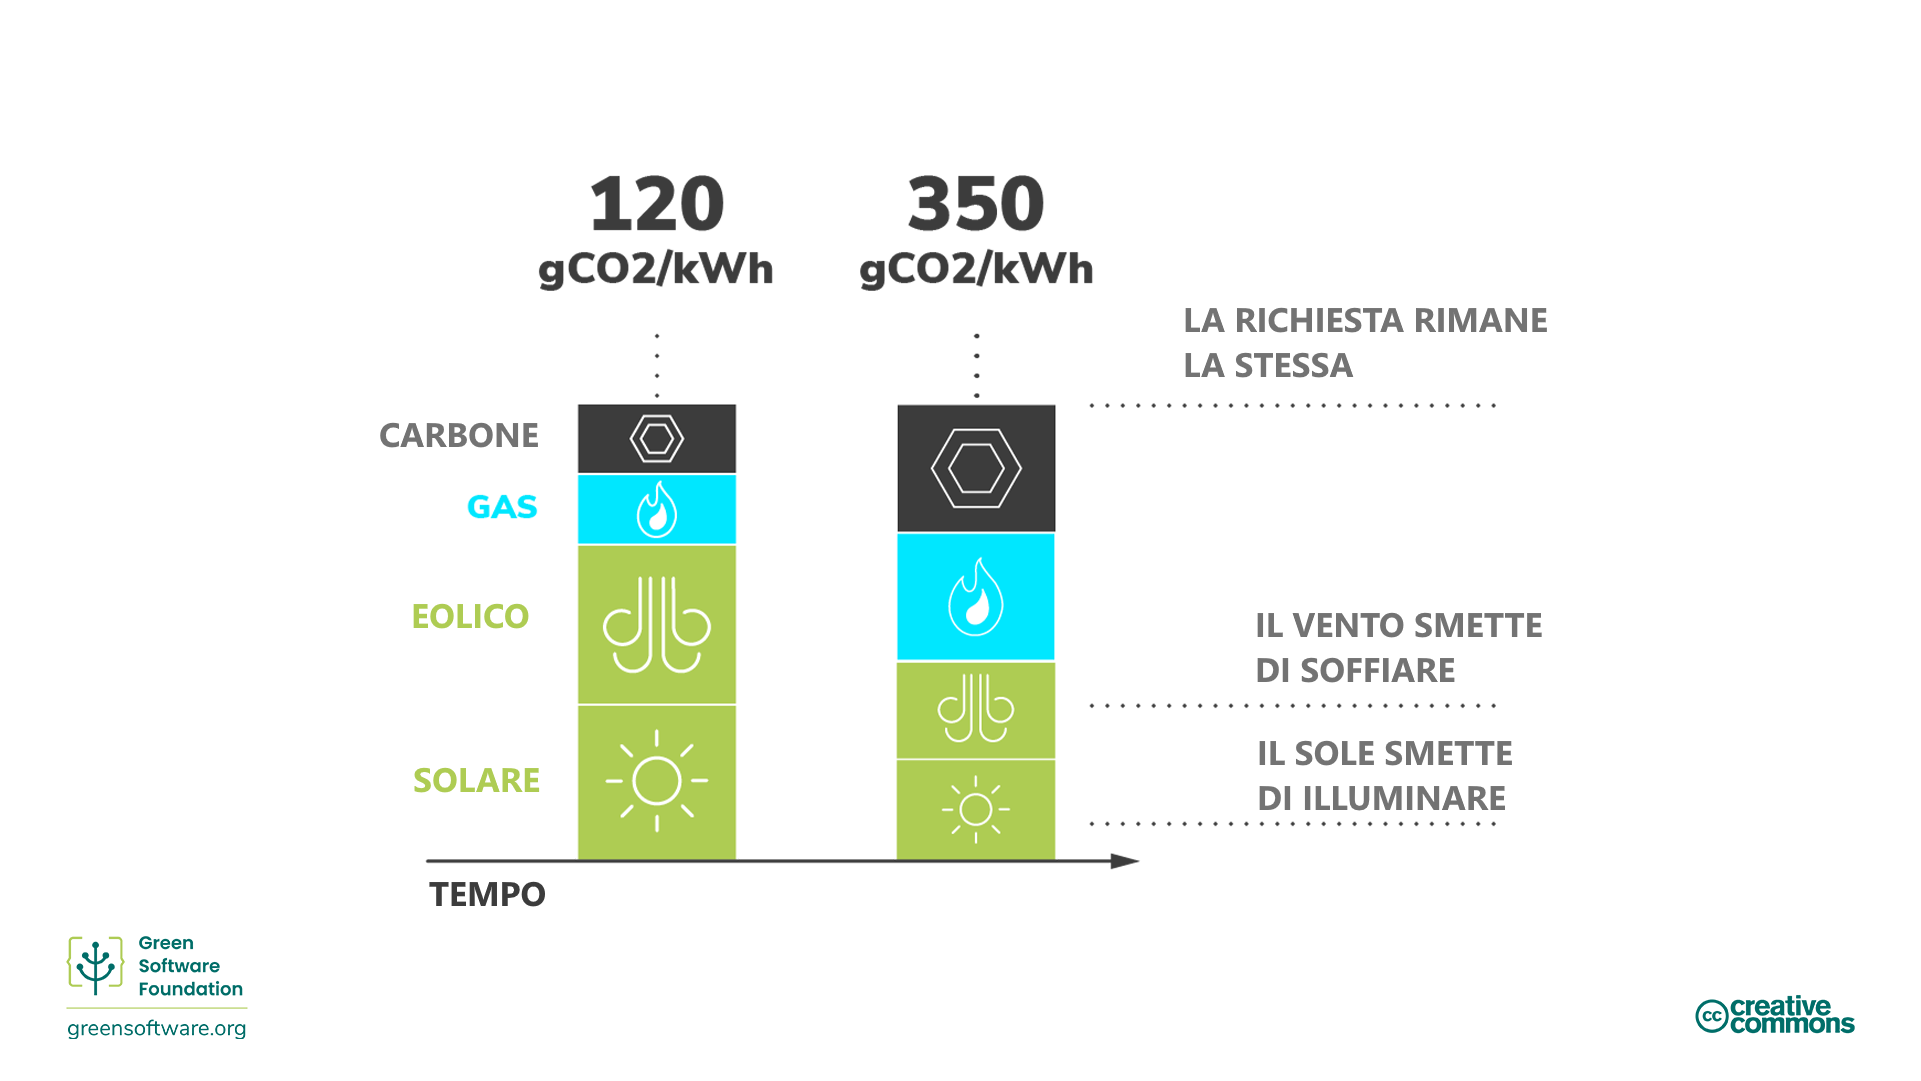 120
gCO2/kWh
350
gCO2/kWh
LA RICHIESTA RIMANE
LA STESSA
CARBONE
GAS
EOLICO
SOLARE
IL VENTO SMETTE
DI SOFFIARE
IL SOLE SMETTE
DI ILLUMINARE
TEMPO
Green
Software
Foundation
greensoftware.org
cc creative
commons